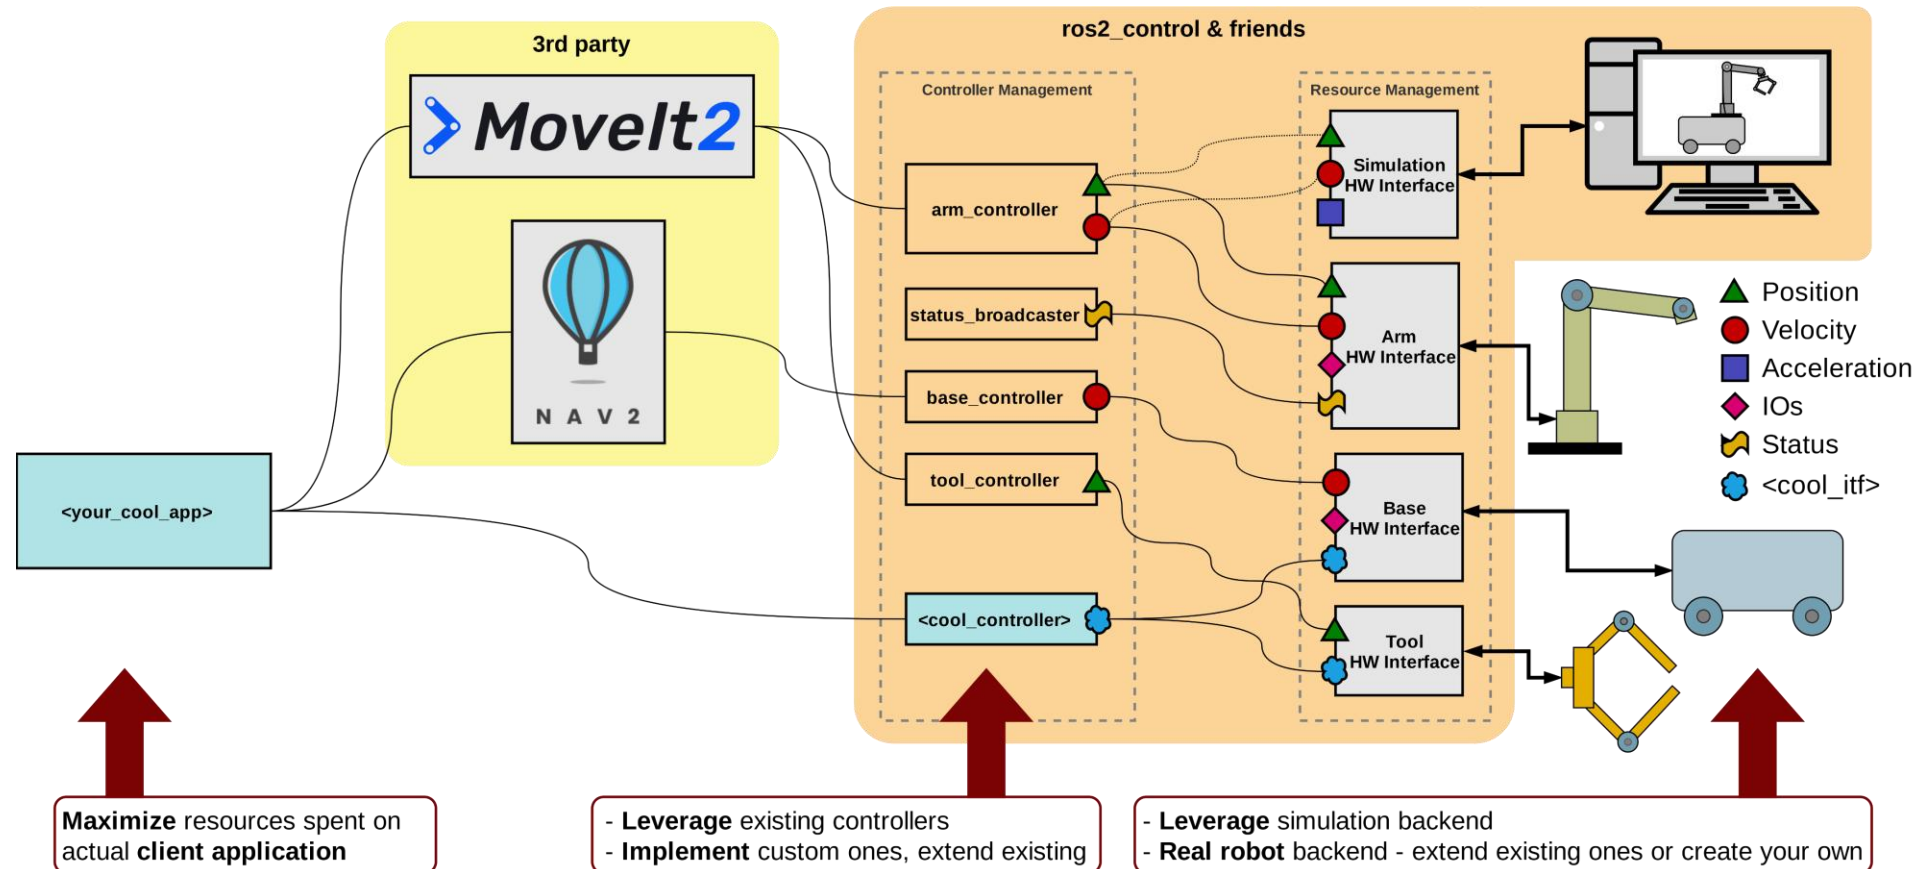 3rd party
MoveIt2
NAV2
<your_cool_app>
ros2_control & friends
Controller Management
arm_controller
status_broadcaster
base_controller
tool_controller
<cool_controller>
Resource Management
Simulation
HW Interface
Arm
HW Interface
Base
HW Interface
Tool
HW Interface
Position
Velocity
Acceleration
IOs
Status
<cool_itf>
Maximize resources spent on
actual client application
- Leverage existing controllers
- Implement custom ones, extend existing
- Leverage simulation backend
- Real robot backend - extend existing ones or create your own